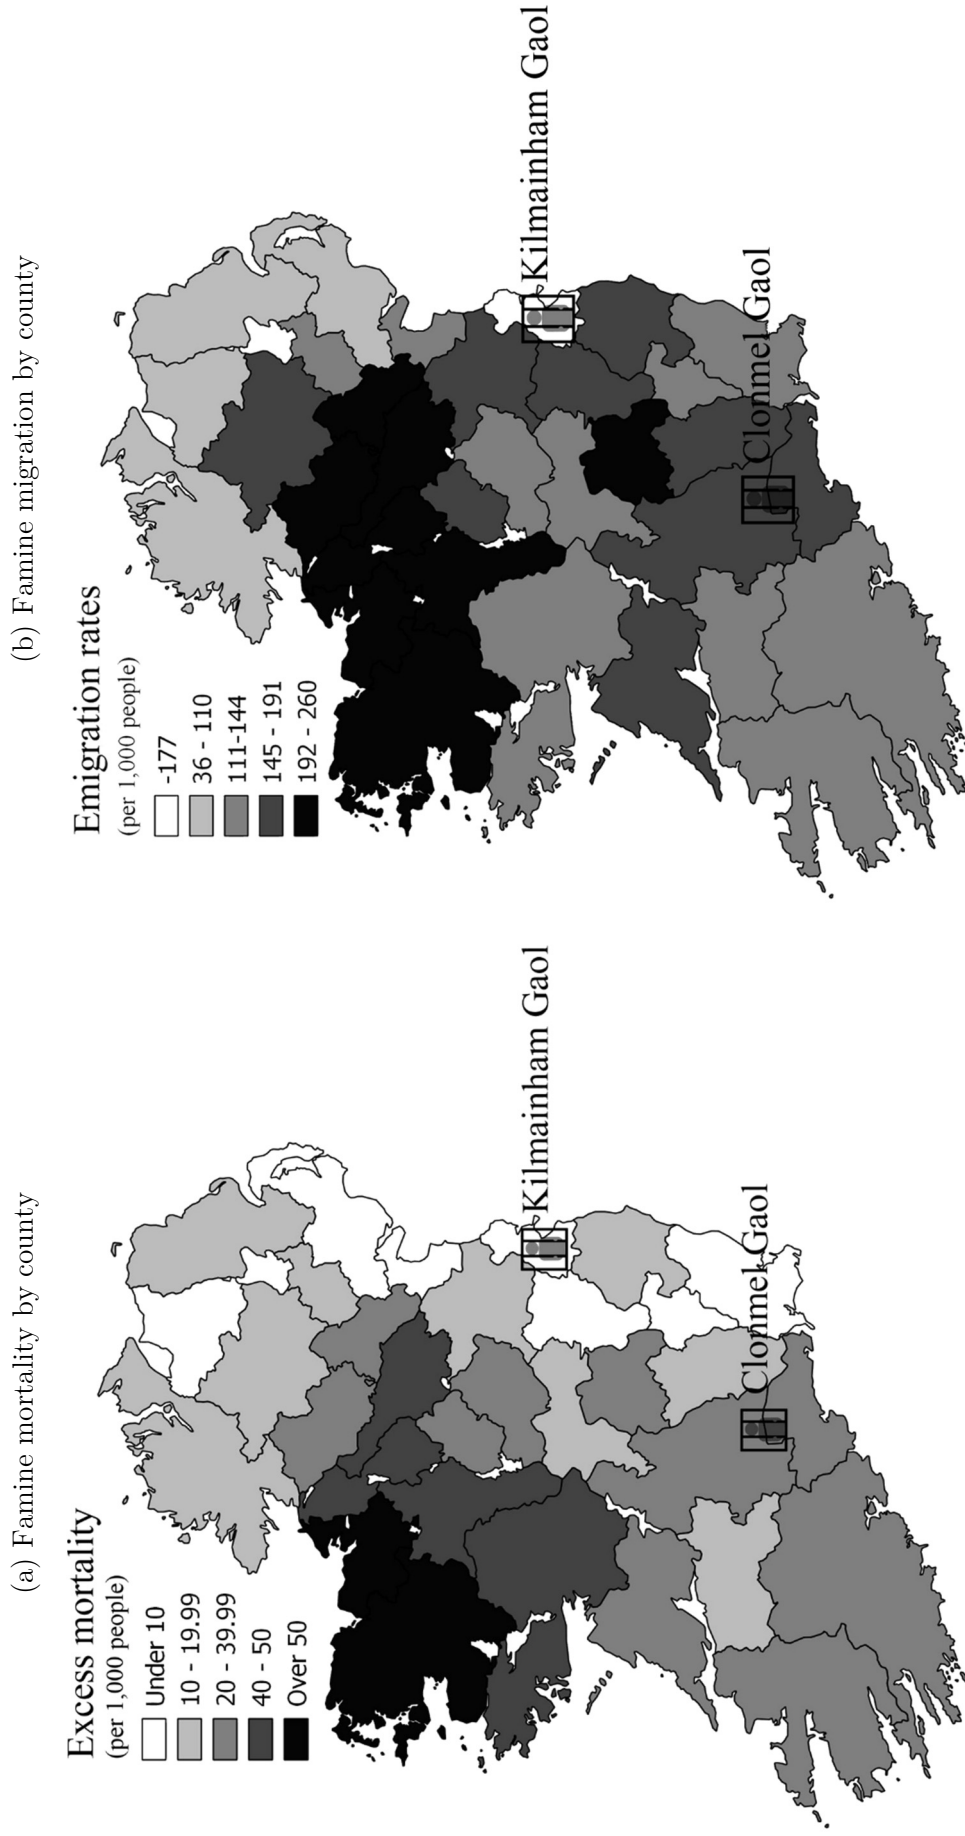 (a) Famine mortality by county
Excess mortality
(per 1,000 people)
Under 10
10 - 19.99
20 - 39.99
40 - 50
Over 50
Kilmainham Gaol
Clonmel Gaol
(b) Famine migration by county
Emigration rates
(per 1,000 people)
-177
36 - 110
111-144
145 - 191
192 - 260
Kilmainham Gaol
Clonmel Gaol